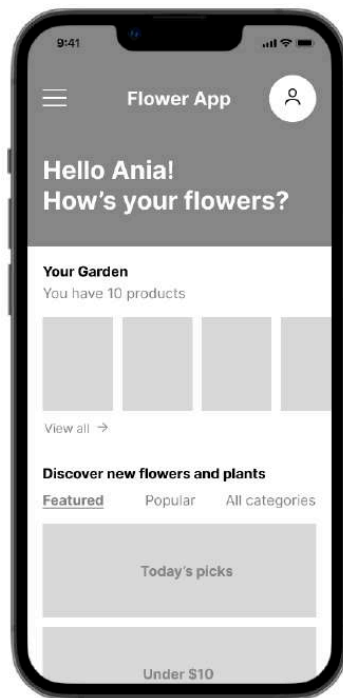 9:41
Flower App
Hello Ania!
How's your flowers?
Your Garden
You have 10 products
View all →
Discover new flowers and plants
Featured Popular All categories
Today's picks
Under $10